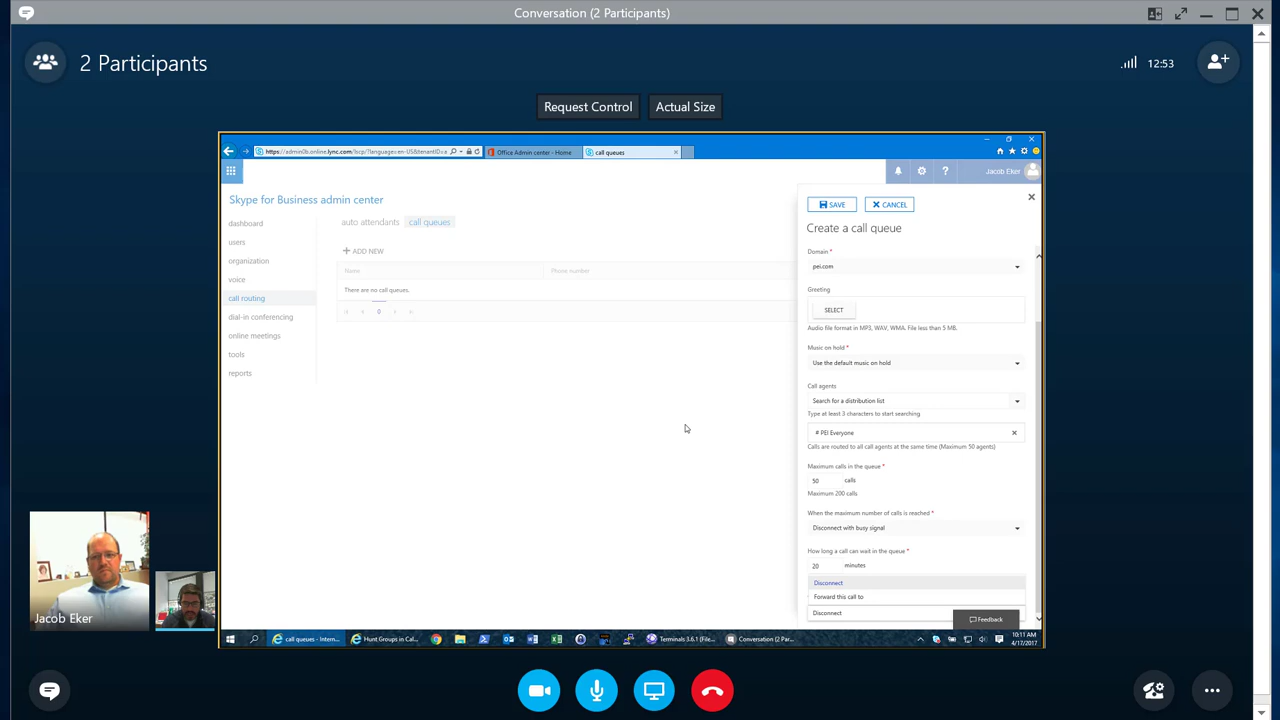 Conversation (2 Participants)
2 Participants
12:53
Request Control
Actual Size
Office Admin center - Home
call queues
Jacob Eker
Skype for Business admin center
dashboard
users
organization
voice
call routing
dial-in conferencing
online meetings
tools
reports
auto attendants
call queues
ADD NEW
Name
Phone number
There are no call queues.
0
SAVE
CANCEL
Create a call queue
Domain *
pei.com
Greeting
SELECT
Audio file format in MP3, WAV, WMA. File less than 5 MB.
Music on hold *
Use the default music on hold
Call agents
Search for a distribution list
Type at least 3 characters to start searching
# PEI Everyone
Calls are routed to all call agents at the same time (Maximum 50 agents)
Maximum calls in the queue *
50 calls
Maximum 200 calls
When the maximum number of calls is reached *
Disconnect with busy signal
How long a call can wait in the queue *
20 minutes
Disconnect
Forward this call to
Disconnect
Feedback
Jacob Eker
call queues - Intern...
Hunt Groups in Cal...
Terminals 3.6.1 (File...
Conversation (2 Par...
10:11 AM
4/17/2017